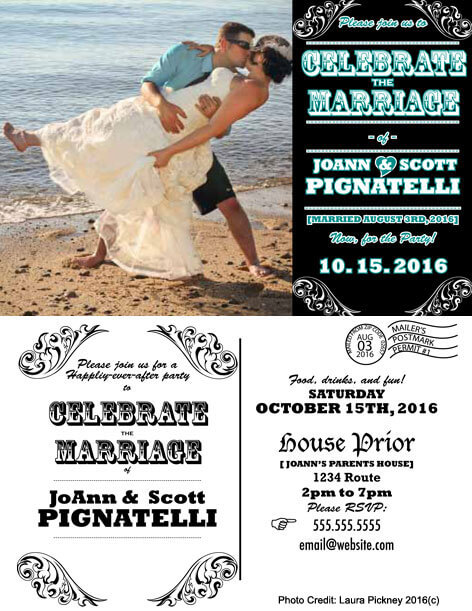 Please join us to
CELEBRATE
THE
MARRIAGE
- of -
JOANN & SCOTT
PIGNATELLI
[MARRIED AUGUST 3RD, 2016]
Now, for the Party!
10.15.2016
Please join us for a
Happliy-ever-after party
to
CELEBRATE
THE
MARRIAGE
of
JoAnn & Scott
PIGNATELLI
AUG
03
2016
MAILER'S
POSTMARK
PERMIT #1
Food, drinks, and fun!
SATURDAY
OCTOBER 15TH, 2016
House Prior
[ JOANN'S PARENTS HOUSE]
1234 Route
2pm to 7pm
Please RSVP:
555.555.5555
email@website.com
Photo Credit: Laura Pickney 2016(c)